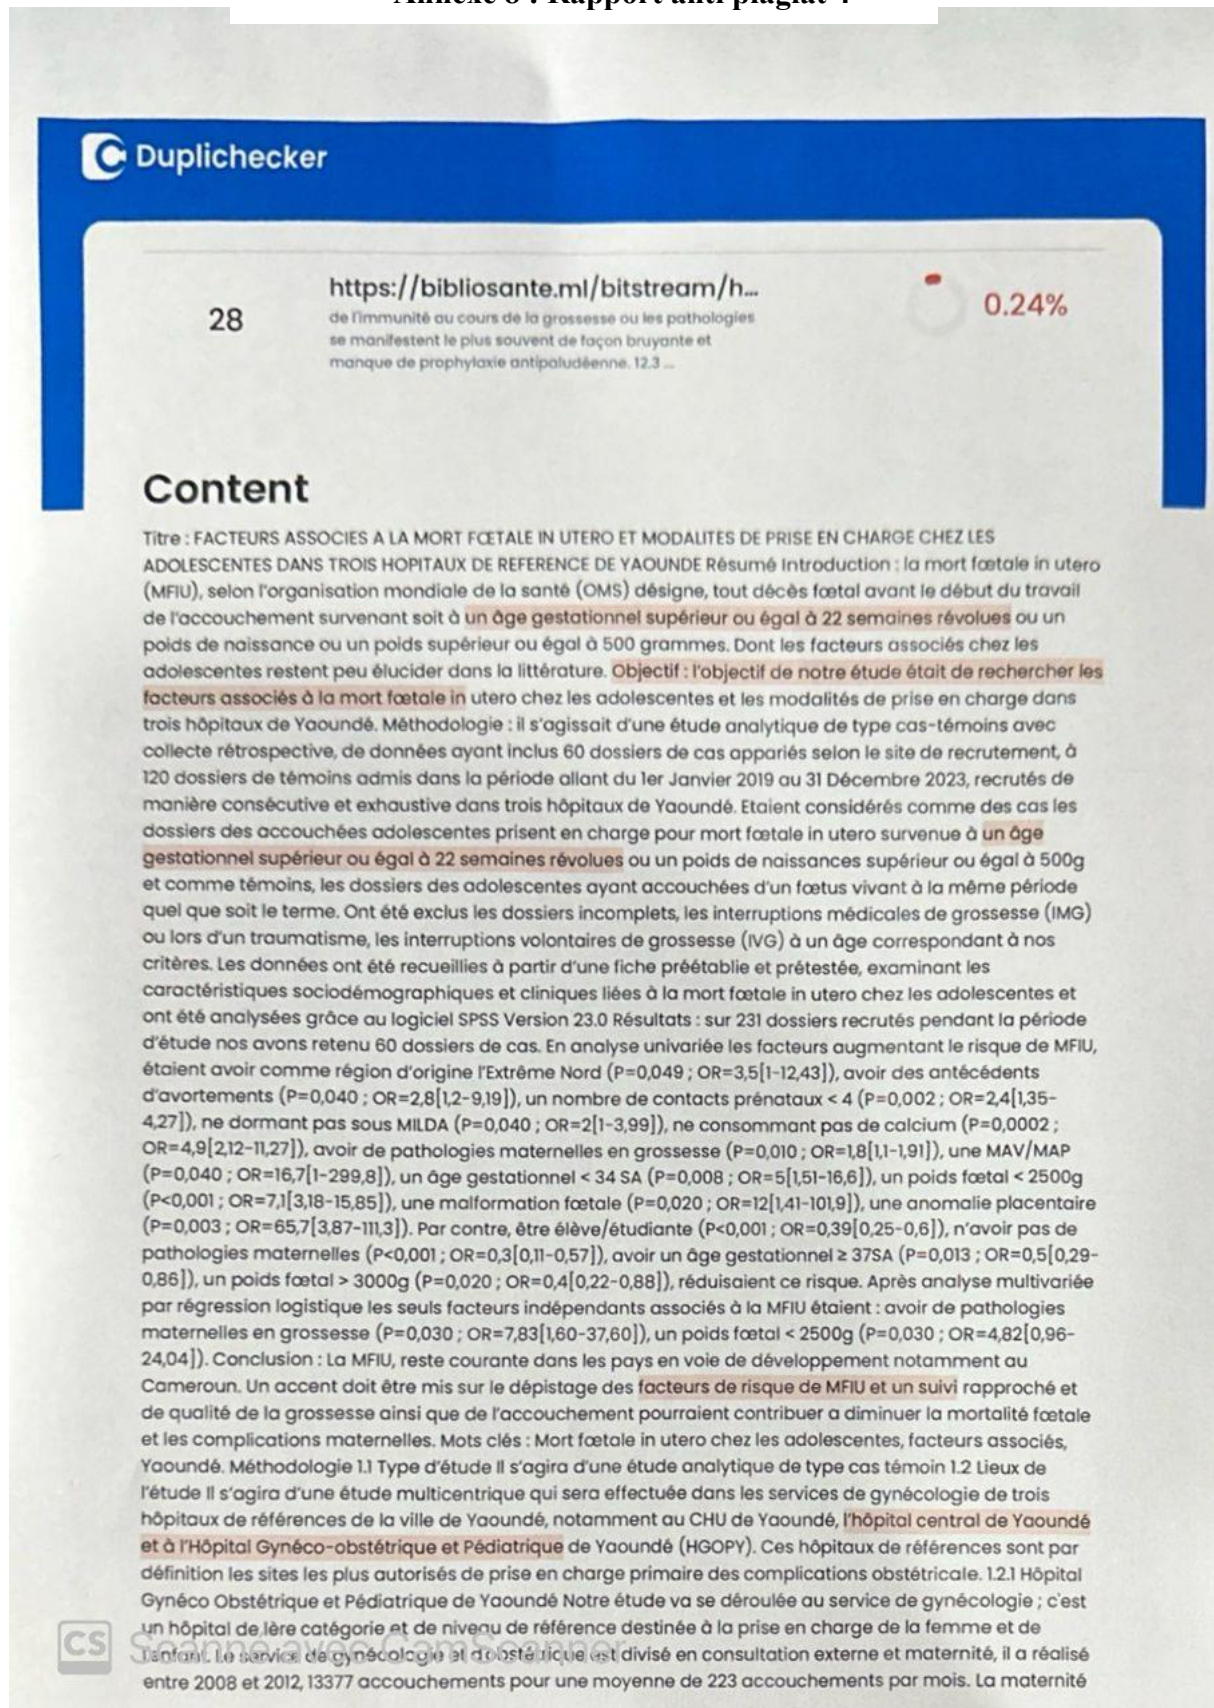 Annexe 8 : Rapport anti plagiat 4
Duplichecker
28
https://bibliosante.ml/bitstream/h...
0.24%
de l'immunité au cours de la grossesse ou les pathologies
se manifestent le plus souvent de façon bruyante et
manque de prophylaxie antipaludéenne. 12.3 ...
Content
Titre : FACTEURS ASSOCIES A LA MORT FŒTALE IN UTERO ET MODALITES DE PRISE EN CHARGE CHEZ LES
ADOLESCENTES DANS TROIS HOPITAUX DE REFERENCE DE YAOUNDE Résumé Introduction : la mort fœtale in utero
(MFIU), selon l'organisation mondiale de la santé (OMS) désigne, tout décès fœtal avant le début du travail
de l'accouchement survenant soit à un âge gestationnel supérieur ou égal à 22 semaines révolues ou un
poids de naissance ou un poids supérieur ou égal à 500 grammes. Dont les facteurs associés chez les
adolescentes restent peu élucider dans la littérature. Objectif : l'objectif de notre étude était de rechercher les
facteurs associés à la mort fœtale in utero chez les adolescentes et les modalités de prise en charge dans
trois hôpitaux de Yaoundé. Méthodologie : il s'agissait d'une étude analytique de type cas-témoins avec
collecte rétrospective, de données ayant inclus 60 dossiers de cas appariés selon le site de recrutement, à
120 dossiers de témoins admis dans la période allant du 1er Janvier 2019 au 31 Décembre 2023, recrutés de
manière consécutive et exhaustive dans trois hôpitaux de Yaoundé. Etaient considérés comme des cas les
dossiers des accouchées adolescentes prisent en charge pour mort fœtale in utero survenue à un âge
gestationnel supérieur ou égal à 22 semaines révolues ou un poids de naissances supérieur ou égal à 500g
et comme témoins, les dossiers des adolescentes ayant accouchées d'un fœtus vivant à la même période
quel que soit le terme. Ont été exclus les dossiers incomplets, les interruptions médicales de grossesse (IMG)
ou lors d'un traumatisme, les interruptions volontaires de grossesse (IVG) à un âge correspondant à nos
critères. Les données ont été recueillies à partir d'une fiche préétablie et prétestée, examinant les
caractéristiques sociodémographiques et cliniques liées à la mort fœtale in utero chez les adolescentes et
ont été analysées grâce au logiciel SPSS Version 23.0 Résultats : sur 231 dossiers recrutés pendant la période
d'étude nos avons retenu 60 dossiers de cas. En analyse univariée les facteurs augmentant le risque de MFIU,
étaient avoir comme région d'origine l'Extrême Nord (P=0,049 ; OR=3,5[1-12,43]), avoir des antécédents
d'avortements (P=0,040 ; OR=2,8[1,2-9,19]), un nombre de contacts prénataux < 4 (P=0,002 ; OR=2,4[1,35-
4,27]), ne dormant pas sous MILDA (P=0,040 ; OR=2[1-3,99]), ne consommant pas de calcium (P=0,0002 ;
OR=4,9[2,12-11,27]), avoir de pathologies maternelles en grossesse (P=0,010 ; OR=1,8[1,1-1,91]), une MAV/MAP
(P=0,040 ; OR=16,7[1-299,8]), un âge gestationnel < 34 SA (P=0,008 ; OR=5[1,51-16,6]), un poids fœtal < 2500g
(P<0,001 ; OR=7,1[3,18-15,85]), une malformation fœtale (P=0,020 ; OR=12[1,41-101,9]), une anomalie placentaire
(P=0,003 ; OR=65,7[3,87-111,3]). Par contre, être élève/étudiante (P<0,001 ; OR=0,39[0,25-0,6]), n'avoir pas de
pathologies maternelles (P<0,001 ; OR=0,3[0,11-0,57]), avoir un âge gestationnel ≥ 37SA (P=0,013 ; OR=0,5[0,29-
0,86]), un poids fœtal > 3000g (P=0,020 ; OR=0,4[0,22-0,88]), réduisaient ce risque. Après analyse multivariée
par régression logistique les seuls facteurs indépendants associés à la MFIU étaient : avoir de pathologies
maternelles en grossesse (P=0,030 ; OR=7,83[1,60-37,60]), un poids fœtal < 2500g (P=0,030 ; OR=4,82[0,96-
24,04]). Conclusion : La MFIU, reste courante dans les pays en voie de développement notamment au
Cameroun. Un accent doit être mis sur le dépistage des facteurs de risque de MFIU et un suivi rapproché et
de qualité de la grossesse ainsi que de l'accouchement pourraient contribuer a diminuer la mortalité fœtale
et les complications maternelles. Mots clés : Mort fœtale in utero chez les adolescentes, facteurs associés,
Yaoundé. Méthodologie 1.1 Type d'étude Il s'agira d'une étude analytique de type cas témoin 1.2 Lieux de
l'étude Il s'agira d'une étude multicentrique qui sera effectuée dans les services de gynécologie de trois
hôpitaux de références de la ville de Yaoundé, notamment au CHU de Yaoundé, l'hôpital central de Yaoundé
et à l'Hôpital Gynéco-obstétrique et Pédiatrique de Yaoundé (HGOPY). Ces hôpitaux de références sont par
définition les sites les plus autorisés de prise en charge primaire des complications obstétricale. 1.2.1 Hôpital
Gynéco Obstétrique et Pédiatrique de Yaoundé Notre étude va se déroulée au service de gynécologie ; c'est
un hôpital de 1ère catégorie et de niveau de référence destinée à la prise en charge de la femme et de
l'enfant. Le service de gynécologie et d'obstétrique est divisé en consultation externe et maternité, il a réalisé
entre 2008 et 2012, 13377 accouchements pour une moyenne de 223 accouchements par mois. La maternité
CS Scanné avec CamScanner